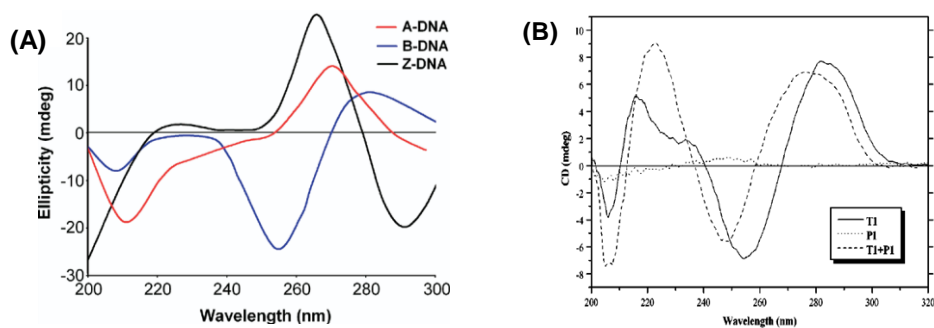 (A)
Ellipticity (mdeg)
20
10
0
-10
-20
-30
200
220
240
260
280
300
Wavelength (nm)
A-DNA
B-DNA
Z-DNA
(B)
CD (mdeg)
10
8
6
4
2
0
-2
-4
-6
-8
200
220
240
260
280
300
320
Wavelength (nm)
T1
P1
T1+P1